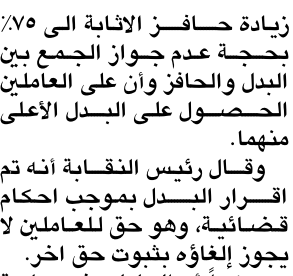 زيادة حافز الاثابة الى ٧٥٪
بحجة عدم جواز الجمع بين
البدل والحافز وأن على العاملين
الحصول على البدل الأعلى
منهما.
وقال رئيس النقابة أنه تم
اقرار البدل بموجب احكام
قضائية، وهو حق للعاملين لا
يجوز إلغاؤه بثبوت حق اخر.